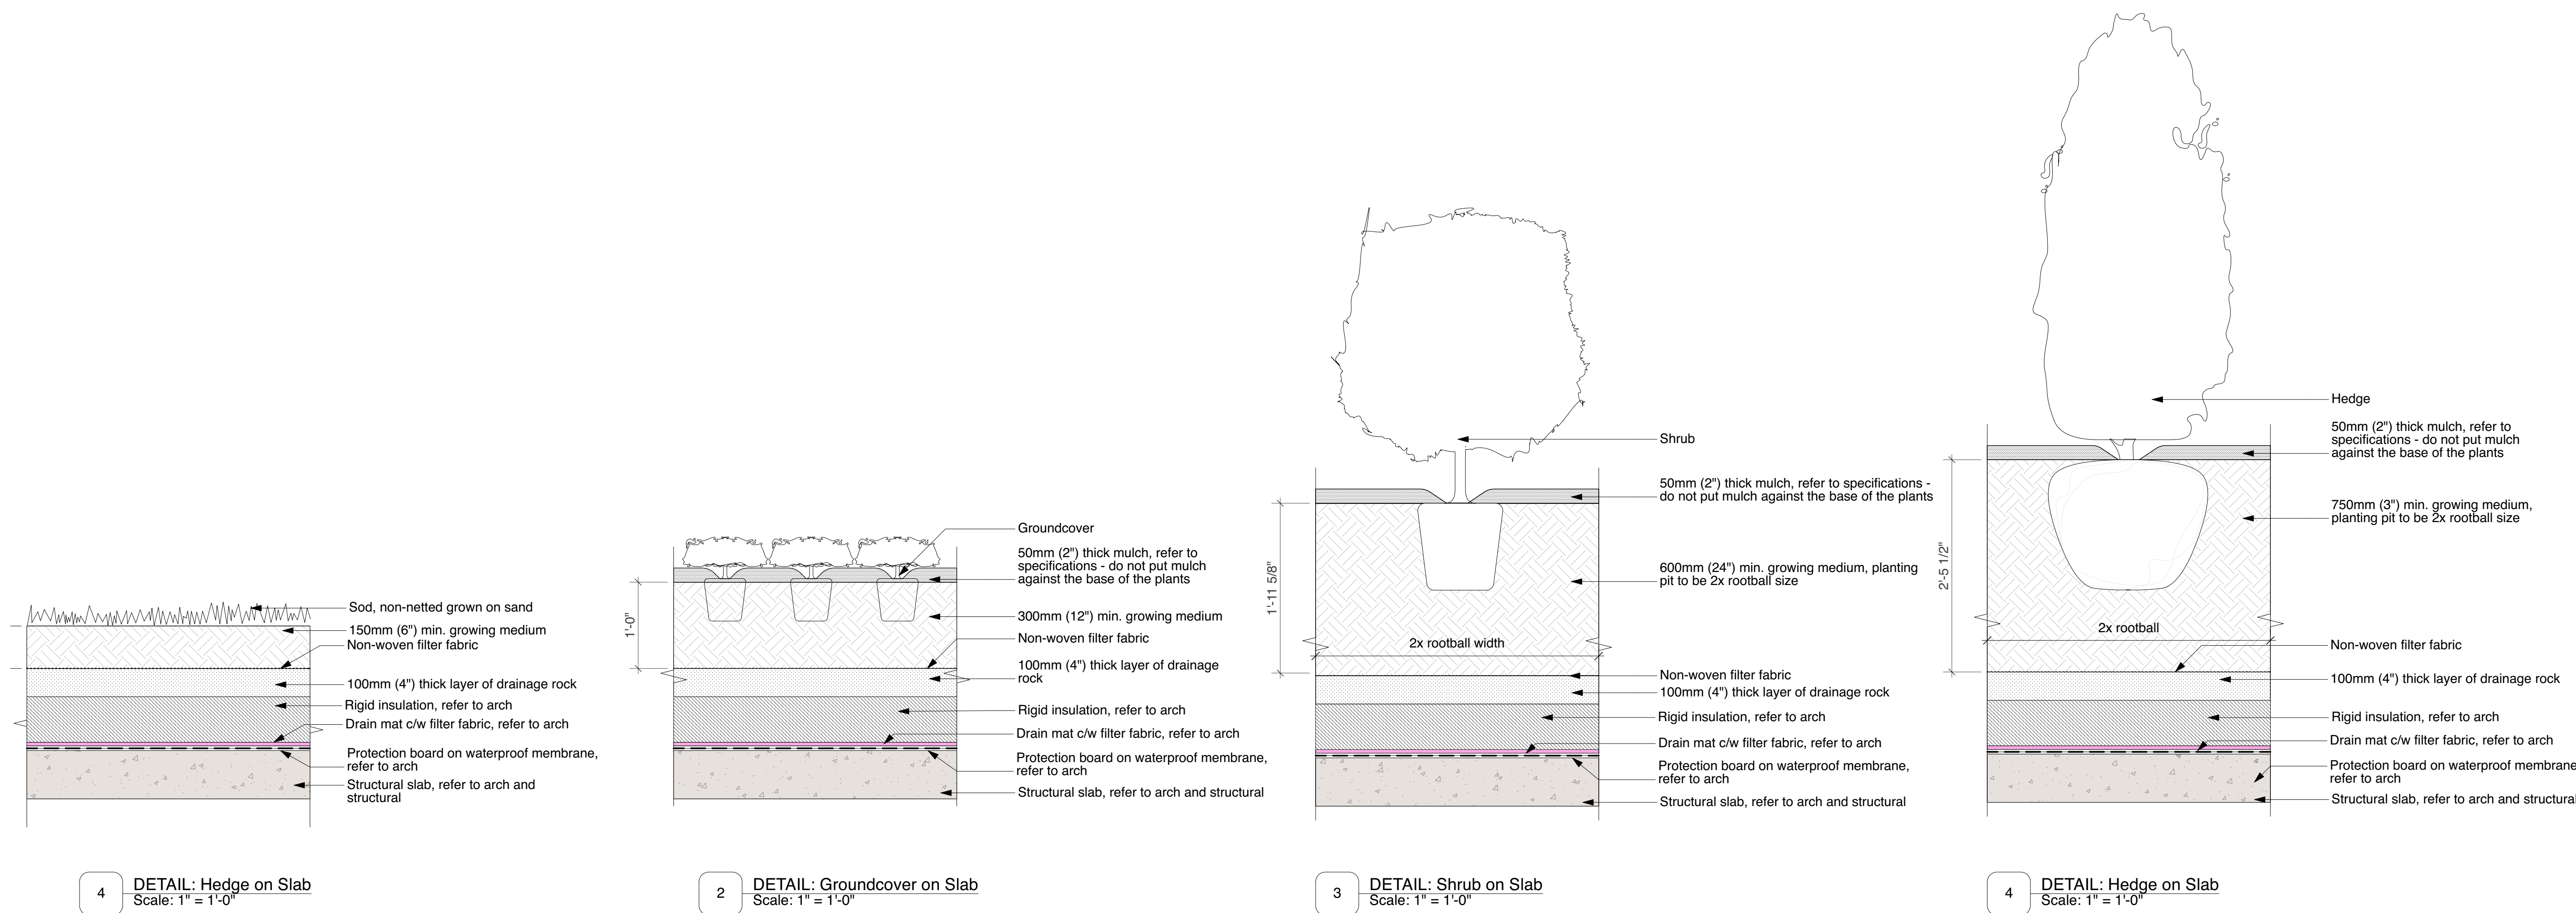 Sod, non-netted grown on sand
150mm (6") min. growing medium
Non-woven filter fabric
100mm (4") thick layer of drainage rock
Rigid insulation, refer to arch
Drain mat c/w filter fabric, refer to arch
Protection board on waterproof membrane,
refer to arch
Structural slab, refer to arch and
structural
4
DETAIL: Hedge on Slab
Scale: 1" = 1'-0"
1'-0"
Groundcover
50mm (2") thick mulch, refer to
specifications - do not put mulch
against the base of the plants
300mm (12") min. growing medium
Non-woven filter fabric
100mm (4") thick layer of drainage
rock
Rigid insulation, refer to arch
Drain mat c/w filter fabric, refer to arch
Protection board on waterproof membrane,
refer to arch
Structural slab, refer to arch and structural
2
DETAIL: Groundcover on Slab
Scale: 1" = 1'-0"
1'-11 5/8"
2x rootball width
Shrub
50mm (2") thick mulch, refer to specifications -
do not put mulch against the base of the plants
600mm (24") min. growing medium, planting
pit to be 2x rootball size
Non-woven filter fabric
100mm (4") thick layer of drainage rock
Rigid insulation, refer to arch
Drain mat c/w filter fabric, refer to arch
Protection board on waterproof membrane,
refer to arch
Structural slab, refer to arch and structural
3
DETAIL: Shrub on Slab
Scale: 1" = 1'-0"
2'-5 1/2"
2x rootball
Hedge
50mm (2") thick mulch, refer to
specifications - do not put mulch
against the base of the plants
750mm (3") min. growing medium,
planting pit to be 2x rootball size
Non-woven filter fabric
100mm (4") thick layer of drainage rock
Rigid insulation, refer to arch
Drain mat c/w filter fabric, refer to arch
Protection board on waterproof membrane
refer to arch
Structural slab, refer to arch and structural
4
DETAIL: Hedge on Slab
Scale: 1" = 1'-0"